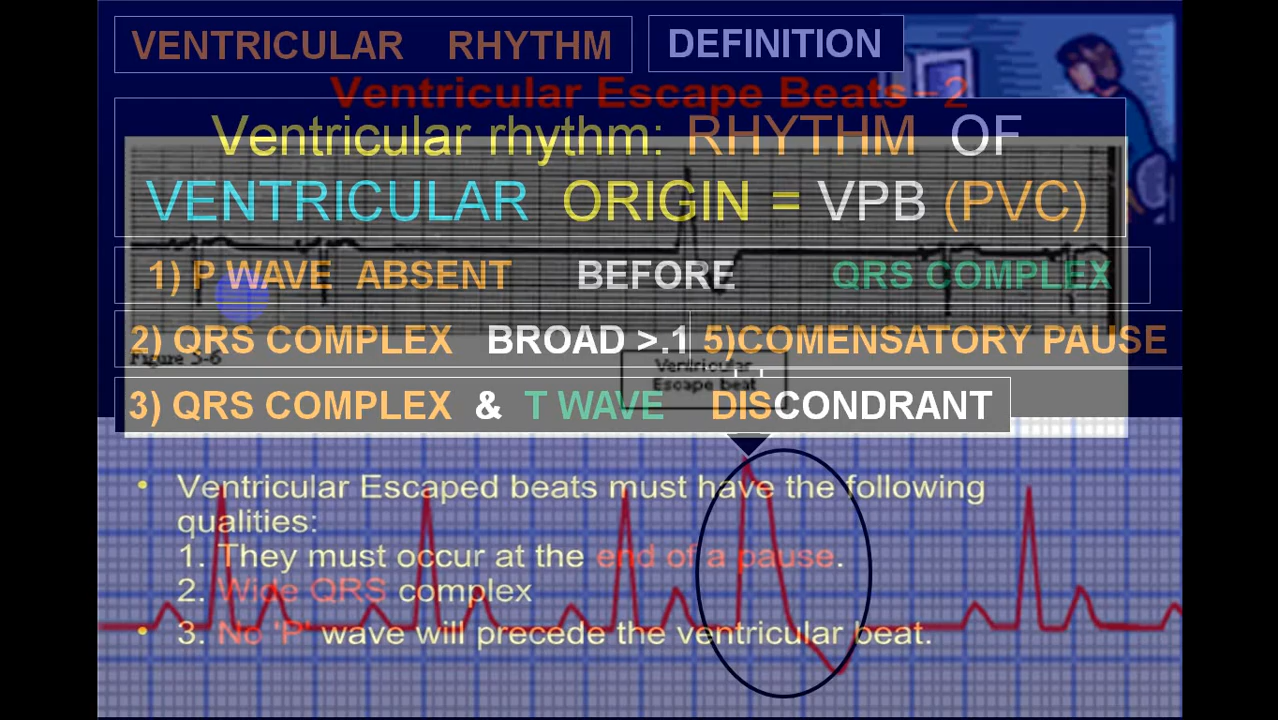 VENTRICULAR RHYTHM
DEFINITION
Ventricular Escape Beats-2
Ventricular rhythm: RHYTHM OF
VENTRICULAR ORIGIN = VPB (PVC)
1) P WAVE ABSENT BEFORE QRS COMPLEX
2) QRS COMPLEX BROAD >.1
5)COMENSATORY PAUSE
Figure 5-6
Ventricular
Escape beat
3) QRS COMPLEX & T WAVE DISCONDRANT
• Ventricular Escaped beats must have the following
qualities:
1. They must occur at the end of a pause.
2. Wide QRS complex
• 3. No 'P' wave will precede the ventricular beat.